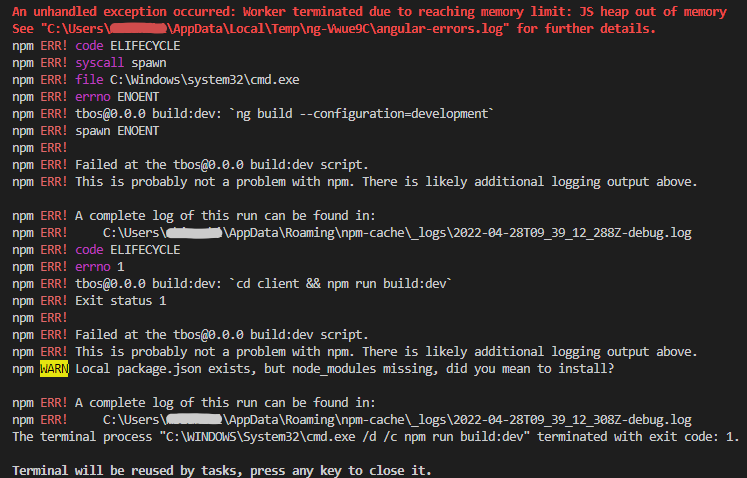 An unhandled exception occurred: Worker terminated due to reaching memory limit: JS heap out of memory
See "C:\Users\ \AppData\Local\Temp\ng-Vwue9C\angular-errors.log" for further details.
npm ERR! code ELIFECYCLE
npm ERR! syscall spawn
npm ERR! file C:\Windows\system32\cmd.exe
npm ERR! errno ENOENT
npm ERR! tbos@0.0.0 build:dev: `ng build --configuration=development`
npm ERR! spawn ENOENT
npm ERR!
npm ERR! Failed at the tbos@0.0.0 build:dev script.
npm ERR! This is probably not a problem with npm. There is likely additional logging output above.
npm ERR! A complete log of this run can be found in:
npm ERR!     C:\Users\ \AppData\Roaming\npm-cache\_logs\2022-04-28T09_39_12_288Z-debug.log
npm ERR! code ELIFECYCLE
npm ERR! errno 1
npm ERR! tbos@0.0.0 build:dev: `cd client && npm run build:dev`
npm ERR! Exit status 1
npm ERR!
npm ERR! Failed at the tbos@0.0.0 build:dev script.
npm ERR! This is probably not a problem with npm. There is likely additional logging output above.
npm WARN Local package.json exists, but node_modules missing, did you mean to install?
npm ERR! A complete log of this run can be found in:
npm ERR!     C:\Users\ \AppData\Roaming\npm-cache\_logs\2022-04-28T09_39_12_308Z-debug.log
The terminal process "C:\WINDOWS\System32\cmd.exe /d /c npm run build:dev" terminated with exit code: 1.
Terminal will be reused by tasks, press any key to close it.